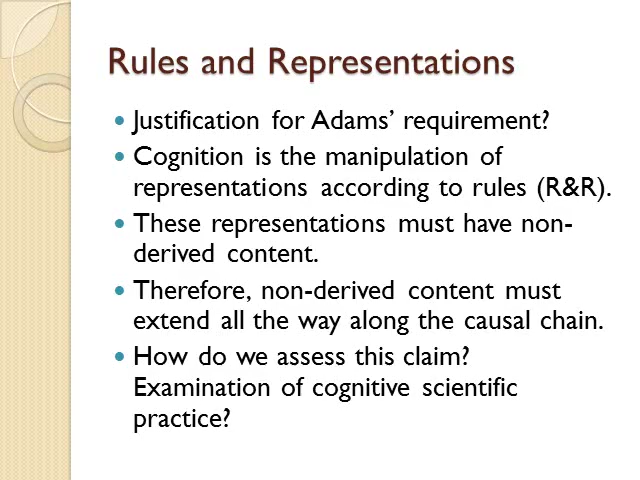 Rules and Representations
Justification for Adams’ requirement?
Cognition is the manipulation of
representations according to rules (R&R).
These representations must have non-
derived content.
Therefore, non-derived content must
extend all the way along the causal chain.
How do we assess this claim?
Examination of cognitive scientific
practice?